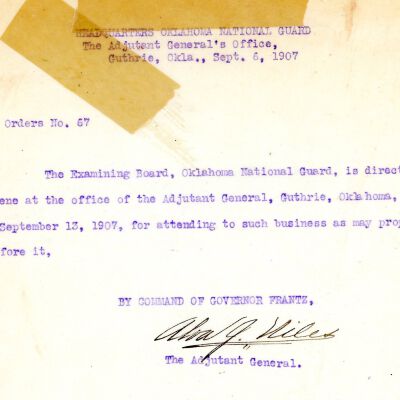 HEADQUARTERS OKLAHOMA NATIONAL GUARD
The Adjutant General's Office,
Guthrie, Okla., Sept. 6, 1907
Orders No. 67
The Examining Board, Oklahoma National Guard, is direct
ene at the office of the Adjutant General, Guthrie, Oklahoma,
September 13, 1907, for attending to such business as may prop
fore it,
BY COMMAND OF GOVERNOR FRANTZ,
Alva J. Niles
The Adjutant General.